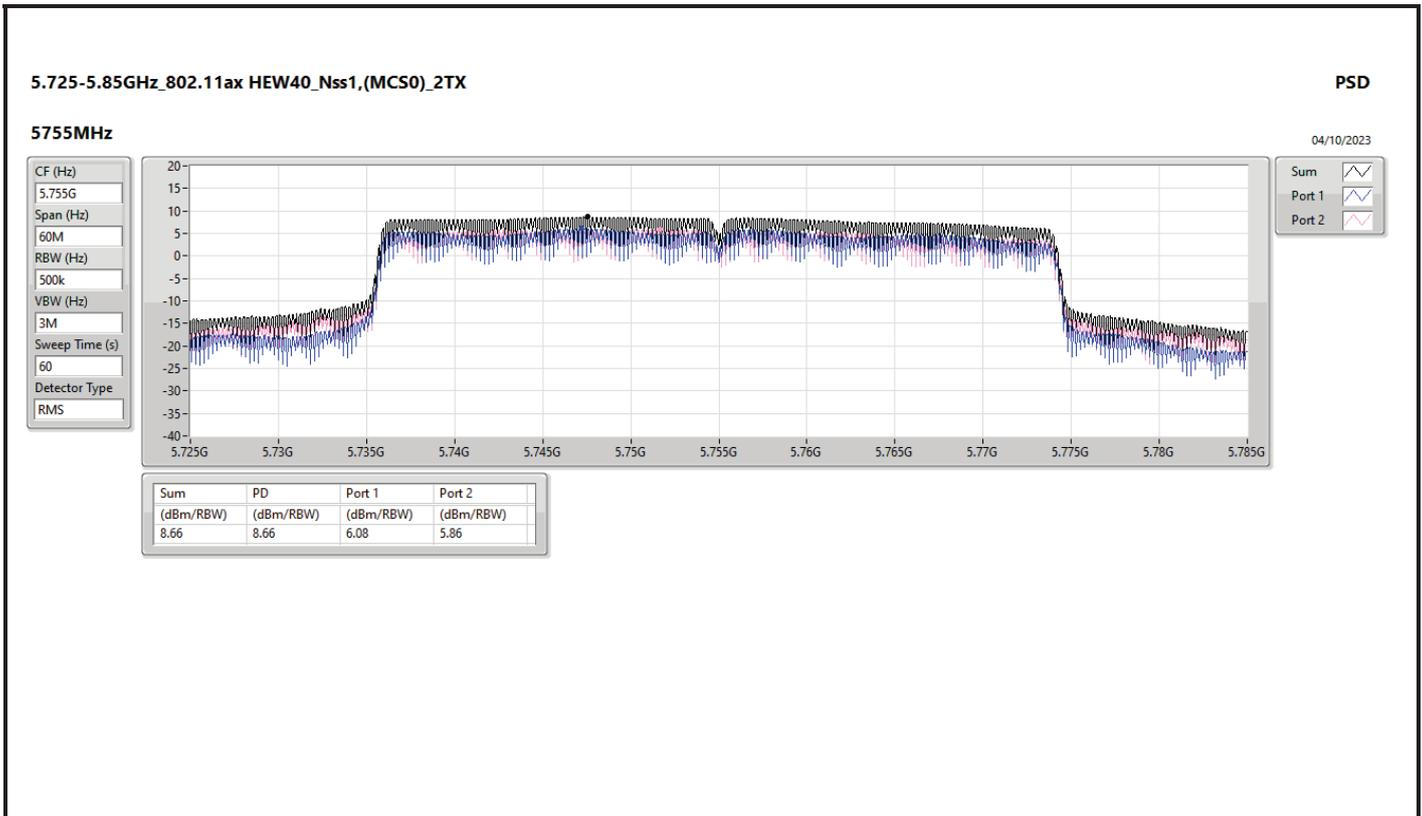 5.725-5.85GHz_802.11ax HEW40_Nss1,(MCS0)_2TX PSD
5755MHz
04/10/2023
CF (Hz)
5.755G
Span (Hz)
60M
RBW (Hz)
500k
VBW (Hz)
3M
Sweep Time (s)
60
Detector Type
RMS
20
15
10
5
0
-5
-10
-15
-20
-25
-30
-35
-40
5.725G 5.73G 5.735G 5.74G 5.745G 5.75G 5.755G 5.76G 5.765G 5.77G 5.775G 5.78G 5.785G
Sum
Port 1
Port 2
Sum PD Port 1 Port 2
(dBm/RBW) (dBm/RBW) (dBm/RBW) (dBm/RBW)
8.66 8.66 6.08 5.86